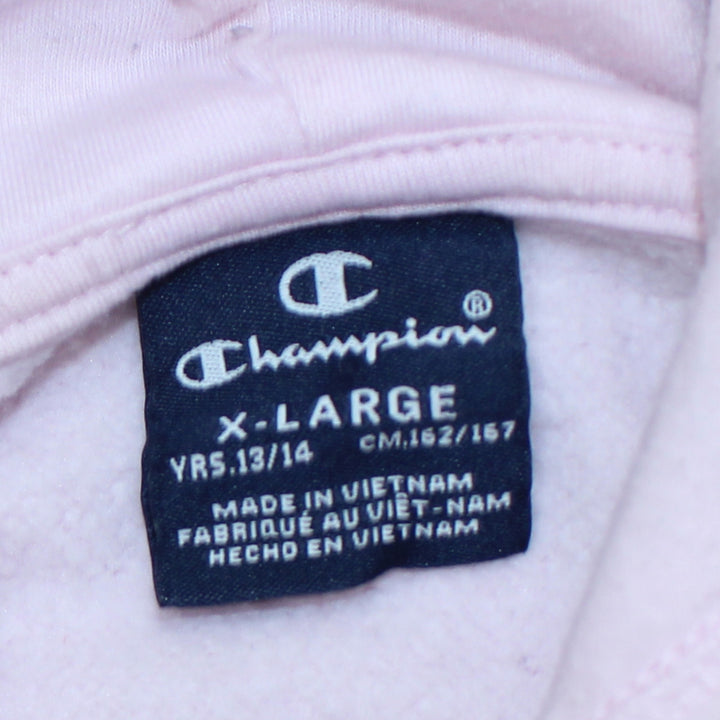 Champion®
X-LARGE
YRS.13/14 CM.162/167
MADE IN VIETNAM
FABRIQUÉ AU VIÊT-NAM
HECHO EN VIETNAM